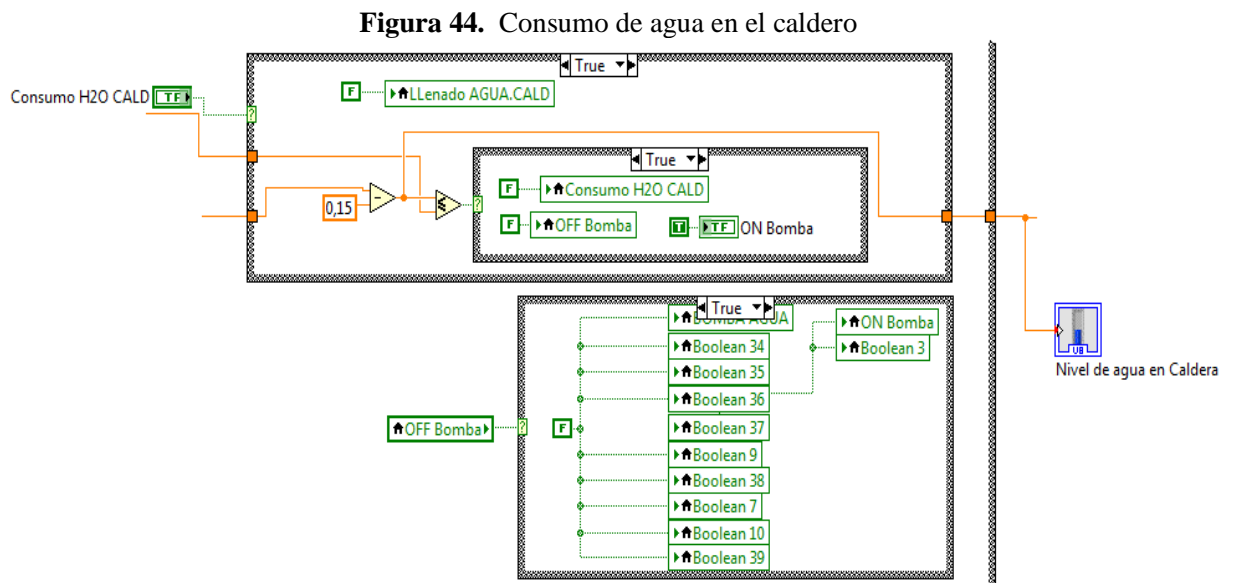 Figura 44. Consumo de agua en el caldero
True
Consumo H2O CALD TF
F LLenado AGUA.CALD
?
True
0,15
-
≤
?
F Consumo H2O CALD
F OFF Bomba
T TF ON Bomba
True
BOMBA AGUA
ON Bomba
Boolean 34
Boolean 3
Boolean 35
Boolean 36
OFF Bomba
?
F
Boolean 37
Boolean 9
Boolean 38
Boolean 7
Boolean 10
Boolean 39
UB
Nivel de agua en Caldera